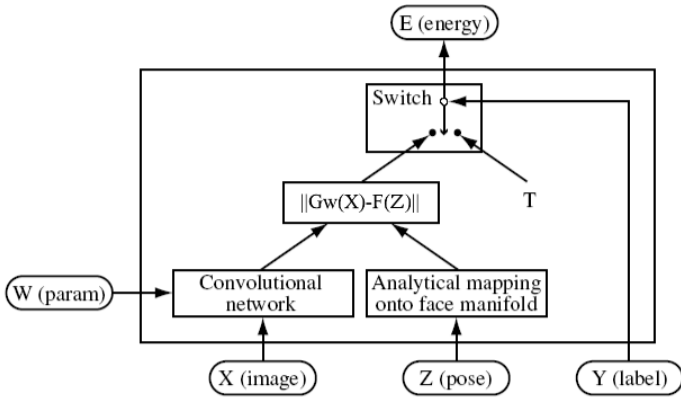 E (energy)
Switch
||Gw(X)-F(Z)||
T
W (param)
Convolutional
network
Analytical mapping
onto face manifold
X (image)
Z (pose)
Y (label)